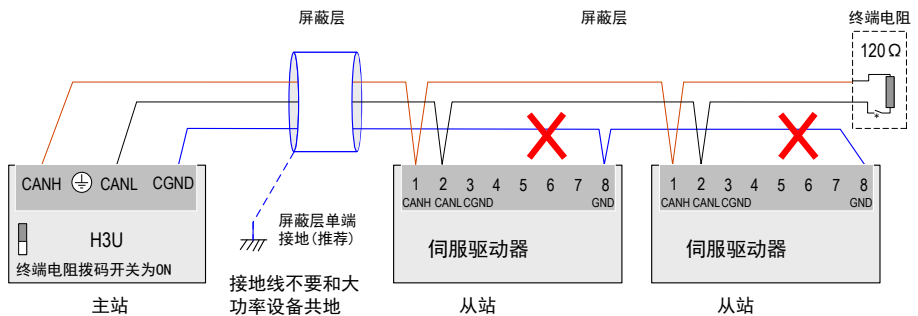 屏蔽层
屏蔽层
终端电阻
120Ω
*
CANH CANL CGND
H3U
终端电阻拨码开关为ON
主站
屏蔽层单端
接地(推荐)
接地线不要和大
功率设备共地
1 2 3 4 5 6 7 8
CANH CANL CGND GND
伺服驱动器
从站
1 2 3 4 5 6 7 8
CANH CANL CGND GND
伺服驱动器
从站